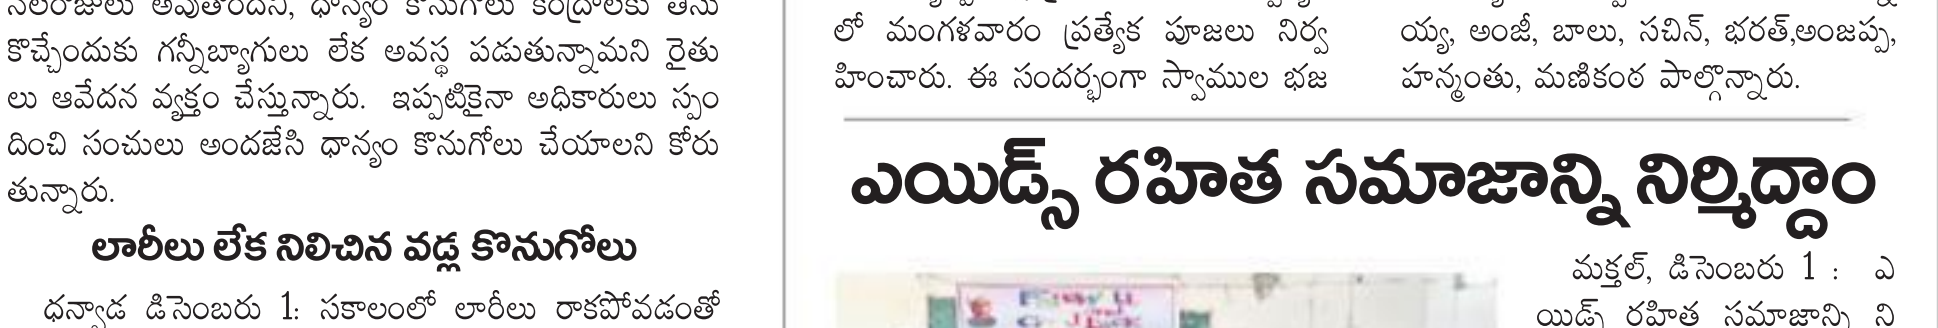 నెలరోజులు అవుతోందని, ధాన్యం కొనుగోలు కేంద్రాలకు తీసు
కొచ్చేందుకు గన్నీబ్యాగులు లేక అవస్థ పడుతున్నామని రైతు
లు ఆవేదన వ్యక్తం చేస్తున్నారు. ఇప్పటికైనా అధికారులు స్పం
దించి సంచులు అందజేసి ధాన్యం కొనుగోలు చేయాలని కోరు
తున్నారు.
లారీలు లేక నిలిచిన వడ్ల కొనుగోలు
ధన్వాడ డిసెంబరు 1: సకాలంలో లారీలు రాకపోవడంతో
లో మంగళవారం ప్రత్యేక పూజలు నిర్వ
హించారు. ఈ సందర్భంగా స్వాముల భజ
య్య, అంజీ, బాలు, సచిన్, భరత్,అంజప్ప,
హన్మంతు, మణికంఠ పాల్గొన్నారు.
ఎయిడ్స్ రహిత సమాజాన్ని నిర్మిద్దాం
మక్తల్, డిసెంబరు 1 : ఎ
యిడ్స్ రహిత సమాజాన్ని ని